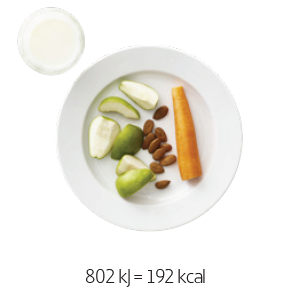 802 kJ = 192 kcal